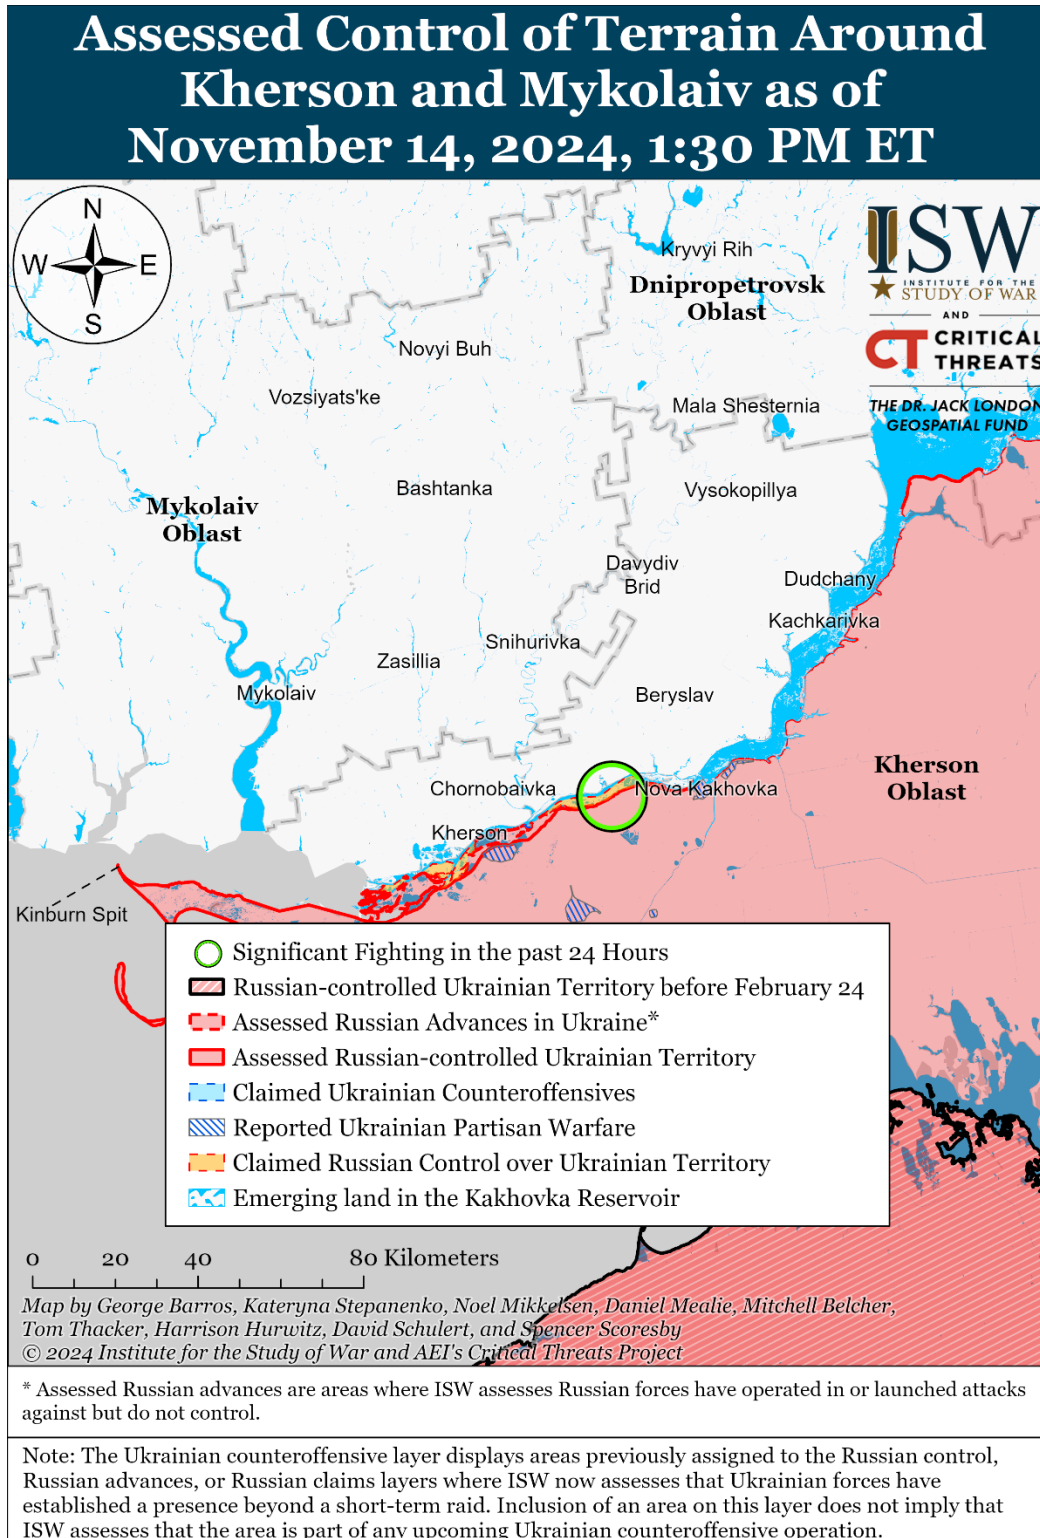 Assessed Control of Terrain Around
Kherson and Mykolaiv as of
November 14, 2024, 1:30 PM ET
N
W
E
S
ISW
INSTITUTE FOR THE
STUDY OF WAR
AND
CT CRITICAL
THREATS
THE DR. JACK LONDON
GEOSPATIAL FUND
Kryvyi Rih
Dnipropetrovsk
Oblast
Novyi Buh
Vozsiyats'ke
Mala Shesternia
Bashtanka
Vysokopillya
Mykolaiv
Oblast
Davydiv
Brid
Dudchany
Kachkarivka
Snihurivka
Zasillia
Mykolaiv
Beryslav
Kherson
Oblast
Chornobaivka
Nova Kakhovka
Kherson
Kinburn Spit
Significant Fighting in the past 24 Hours
Russian-controlled Ukrainian Territory before February 24
Assessed Russian Advances in Ukraine*
Assessed Russian-controlled Ukrainian Territory
Claimed Ukrainian Counteroffensives
Reported Ukrainian Partisan Warfare
Claimed Russian Control over Ukrainian Territory
Emerging land in the Kakhovka Reservoir
0 20 40 80 Kilometers
Map by George Barros, Kateryna Stepanenko, Noel Mikkelsen, Daniel Mealie, Mitchell Belcher,
Tom Thacker, Harrison Hurwitz, David Schulert, and Spencer Scoresby
© 2024 Institute for the Study of War and AEI's Critical Threats Project
* Assessed Russian advances are areas where ISW assesses Russian forces have operated in or launched attacks
against but do not control.
Note: The Ukrainian counteroffensive layer displays areas previously assigned to the Russian control,
Russian advances, or Russian claims layers where ISW now assesses that Ukrainian forces have
established a presence beyond a short-term raid. Inclusion of an area on this layer does not imply that
ISW assesses that the area is part of any upcoming Ukrainian counteroffensive operation.